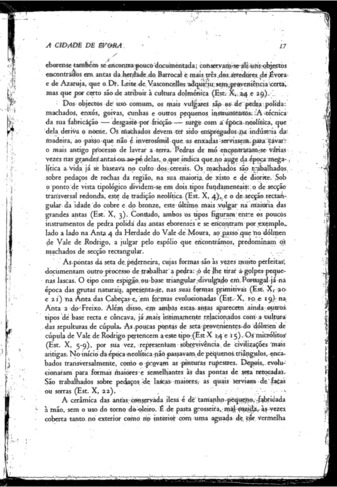 A CIDADE DE ÉVORA 17
eborense também se encontra pouco documentada; conservam-se ali uns objectos
encontrados em antas da herdade do Barrocal e mais três dos arredores de Évora
e de Azaruja, que o Dr. Leite de Vasconcellos adquiriu sem proveniência certa,
mas que por certo são de atribuir à cultura dolménica (Est. X, 24 e 29).
Dos objectos de uso comum, os mais vulgares são os de pedra polida:
machados, enxós, goivas, cunhas e outros pequenos instrumentos. A técnica
da sua fabricação — desgaste por fricção — surge com a época neolítica, que
dela deriva o nome. Os machados devem ter sido empregados na indústria da
madeira, ao passo que não é inverosímil que as enxadas servissem para cavar:
o mais antigo processo de lavrar a terra. Pedras de mó encontraram-se várias
vezes nas grandes antas ou ao pé delas, o que indica que no auge da época mega-
lítica a vida já se baseava no culto dos cereais. Os machados são trabalhados
sobre pedaços de rochas da região, na sua maioria, de xisto e de diorite. Sob
o ponto de vista tipológico dividem-se em dois tipos fundamentais: o de secção
transversal redonda, este de tradição neolítica (Est. X, 4), e o de secção rectan-
gular da idade do cobre e do bronze, este último mais vulgar na maioria das
grandes antas (Est. X, 3). Contudo, ambos os tipos figuram entre os poucos
instrumentos de pedra polida das antas eborenses e se encontram por exemplo,
lado a lado na Anta 4 da Herdade do Vale de Moura, ao passo que no dólmen
de Vale de Rodrigo, a julgar pelo espólio que encontrámos, predominam os
machados de secção rectangular.
As pontas de seta de pederneira, cujas formas são às vezes muito perfeitas,
documentam outro processo de trabalhar a pedra: o de lhe tirar a golpes peque-
nas lascas. O tipo com espigão ou base triangular divulgado em Portugal já na
época das grutas naturais, apresenta-se, nas suas formas primitivas (Est. X, 20
e 21) na Anta das Cabeças e, em formas evolucionadas (Est. X, 10 e 19) na
Anta 2 do Freixo. Além disso, em ambas estas antas aparecem ainda outros
tipos de base recta e côncava, já mais intimamente relacionados com a cultura
das sepulturas de cúpula. As poucas pontas de seta provenientes do dólmen de
cúpula de Vale de Rodrigo pertencem a este tipo (Est. X 14 e 15). Os micrólitos
(Est. X, 5-9), por sua vez, representam sobrevivência de civilizações mais
antigas. No início da época neolítica não passavam de pequenos triângulos, enca-
bados transversalmente, como o provam as pinturas rupestres. Depois, evolu-
cionaram para formas maiores e semelhantes às das pontas de seta retocadas.
São trabalhados sobre pedaços de lascas maiores, as quais serviam de facas
ou serras (Est. X, 22).
A cerâmica das antas conservada ilesa é de tamanho pequeno, fabricada
à mão, sem o uso do torno do oleiro. É de pasta grosseira, mal cozida, às vezes
coberta tanto no exterior como no interior com uma aguada de côr vermelha